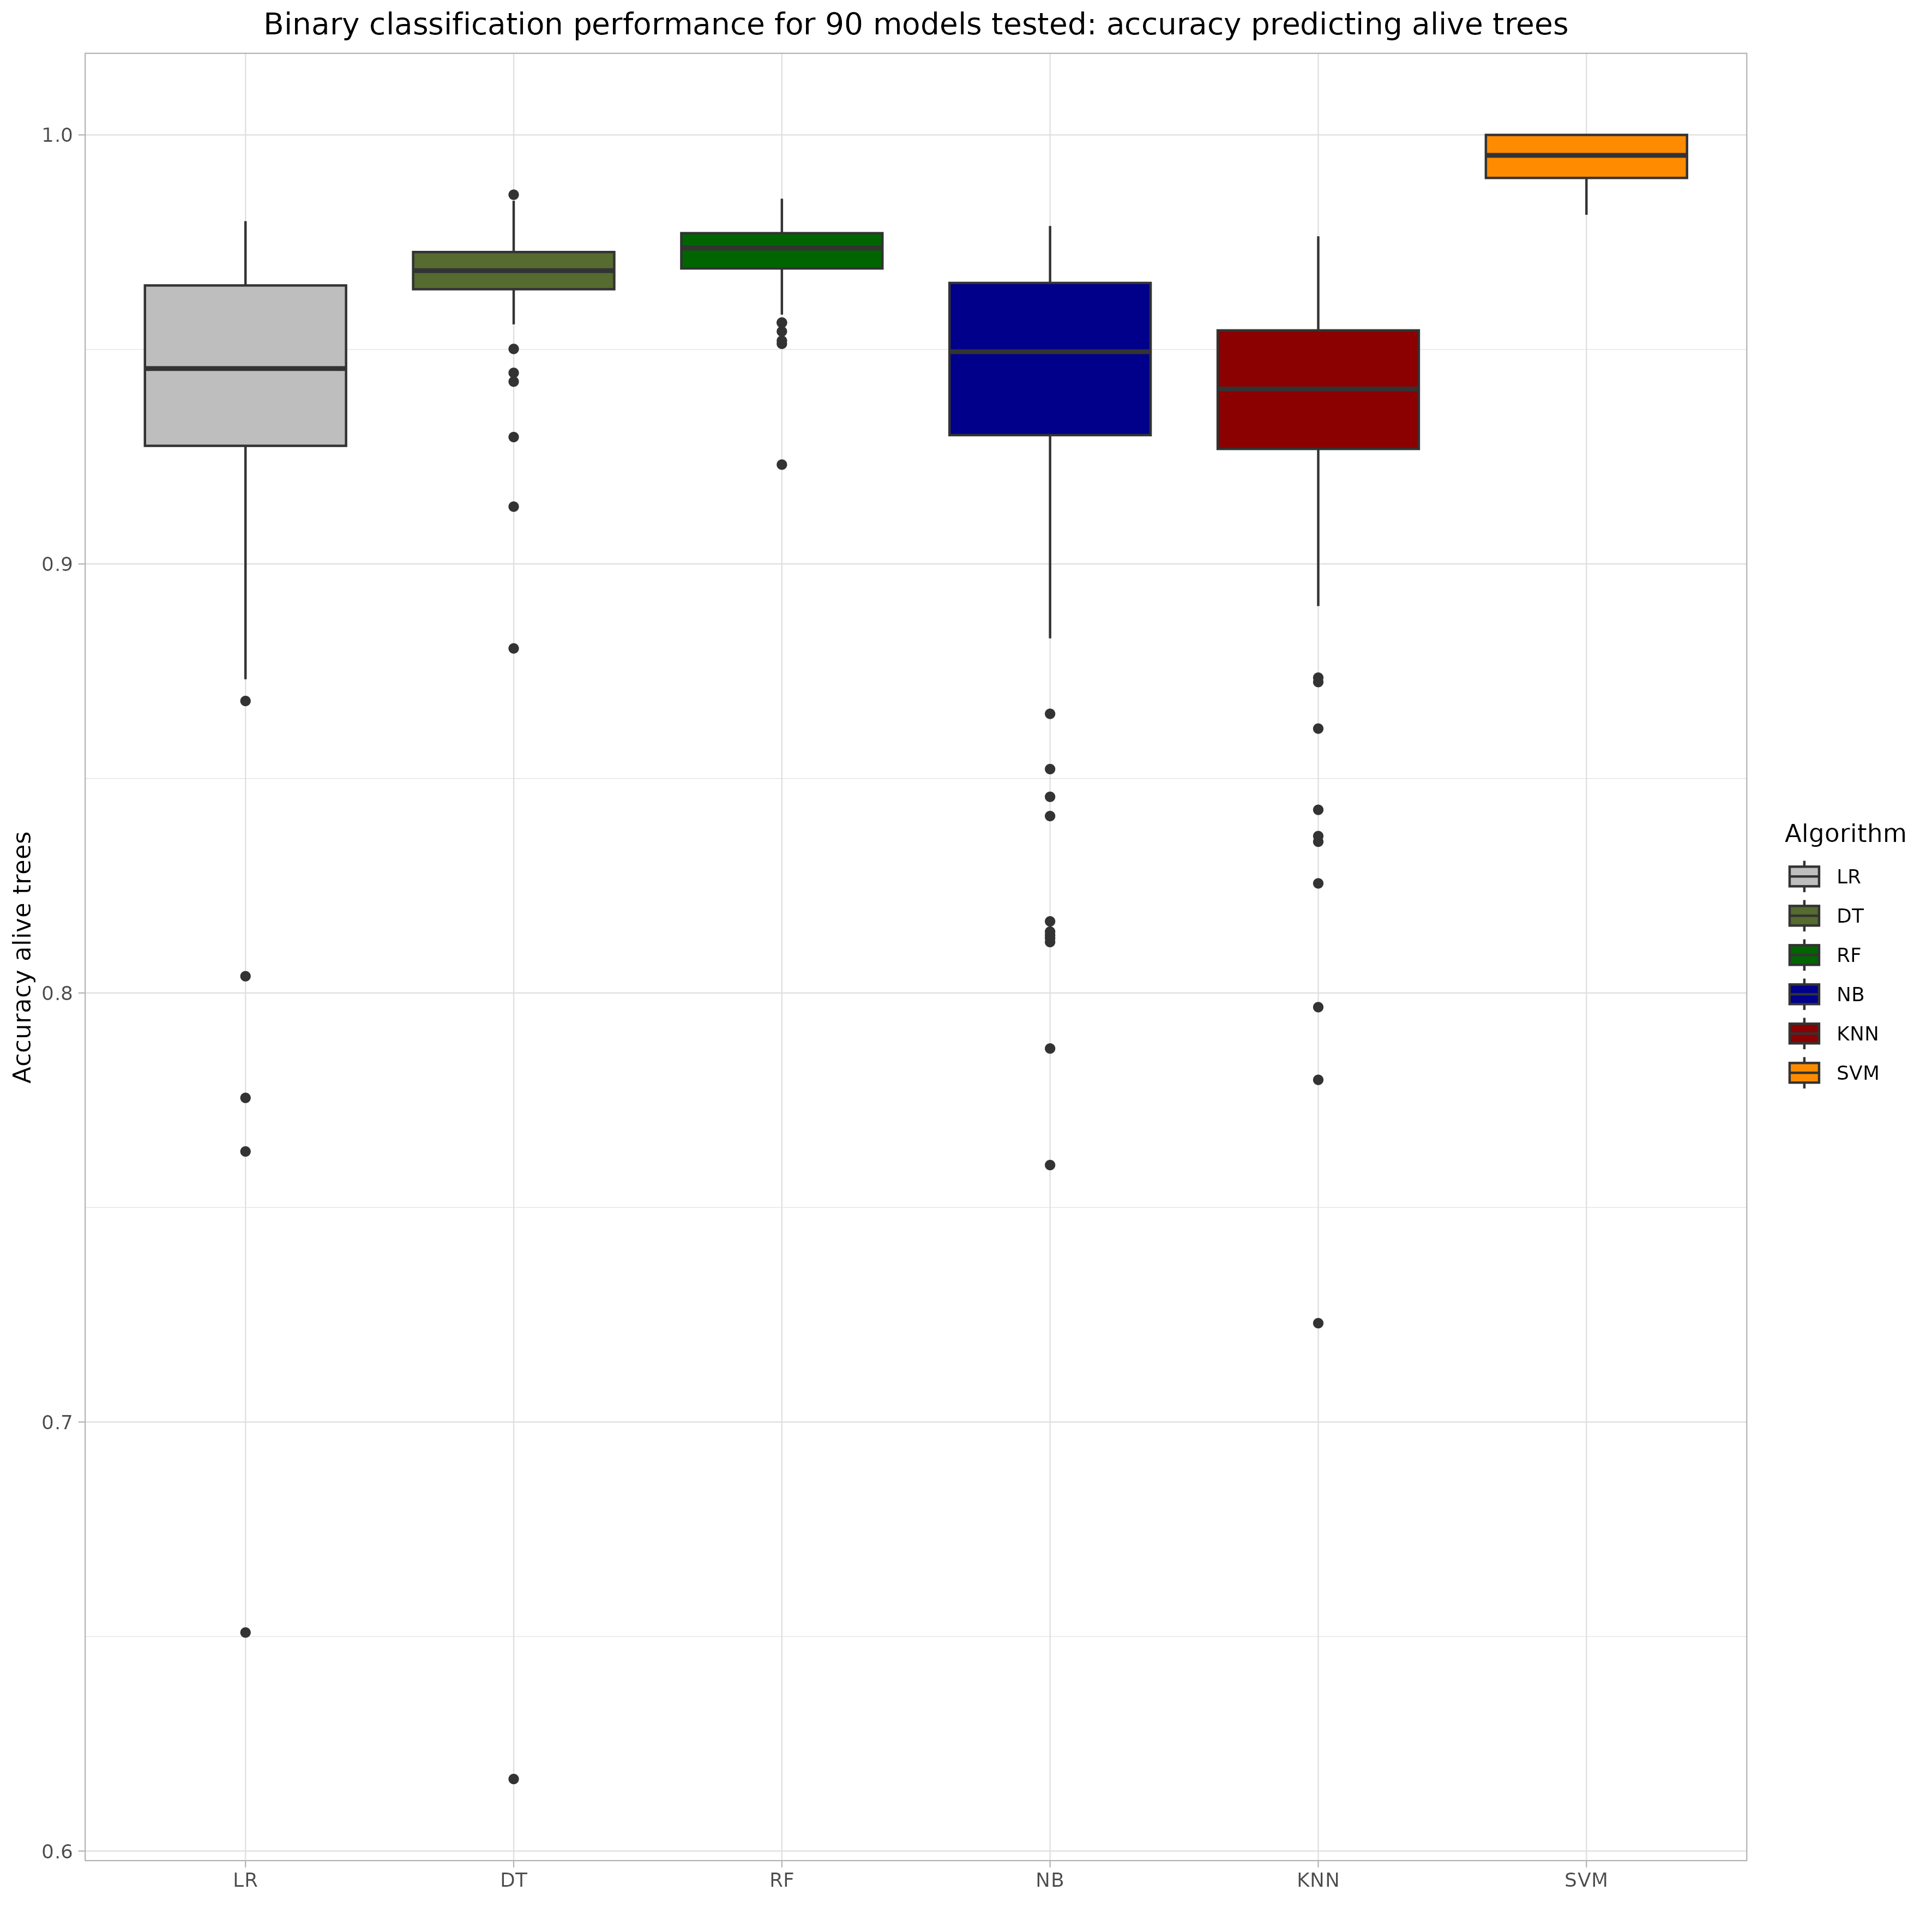 Binary classification performance for 90 models tested: accuracy predicting alive trees
Accuracy alive trees
1.0
0.9
0.8
0.7
0.6
LR
DT
RF
NB
KNN
SVM
Algorithm
LR
DT
RF
NB
KNN
SVM